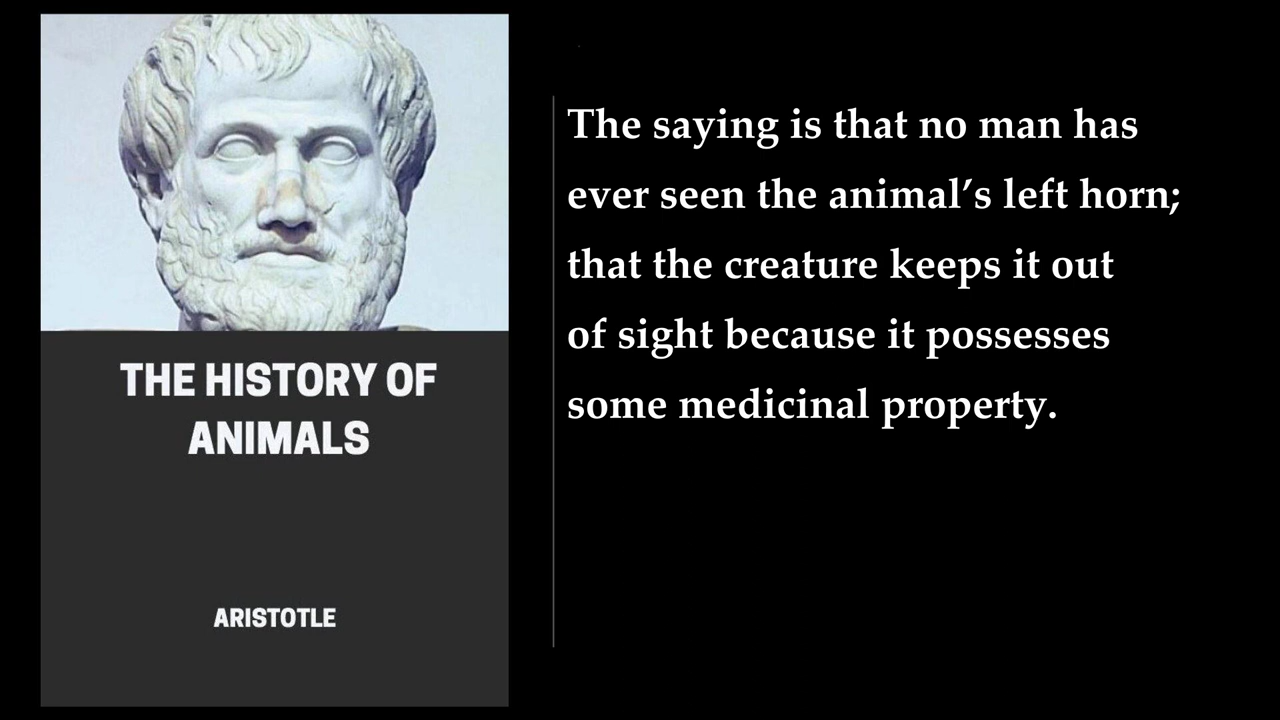 THE HISTORY OF
ANIMALS
ARISTOTLE
The saying is that no man has
ever seen the animal’s left horn;
that the creature keeps it out
of sight because it possesses
some medicinal property.